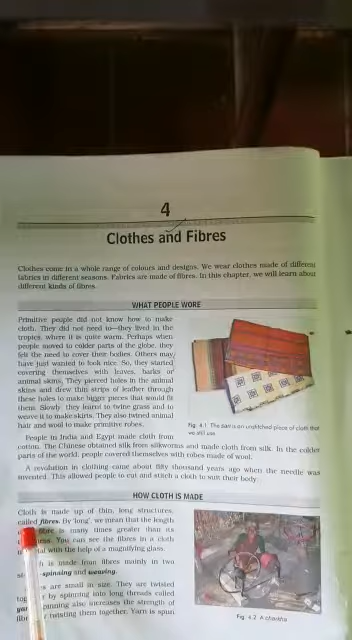 4
Clothes and Fibres
Clothes come in a whole range of colours and designs. We wear clothes made of different
fabrics in different seasons. Fabrics are made of fibres. In this chapter, we will learn about
different kinds of fibres.
WHAT PEOPLE WORE
Primitive people did not know how to make
cloth. They did not need to—they lived in the
tropics, where it is quite warm. Perhaps when
people moved to colder parts of the globe, they
felt the need to cover their bodies. Others may
have just wanted to look nice. So, they started
covering themselves with leaves, barks or
animal skins. They pierced holes in the animal
skins and drew thin strips of leather through
these holes to make bigger pieces that would fit
them. Slowly, they learnt to twine grass and to
weave it to make skirts. They also twined animal
hair and wool to make primitive robes.
Fig. 4.1 The sari is an unstitched piece of cloth that
we still use.
People in India and Egypt made cloth from
cotton. The Chinese obtained silk from silkworms and made cloth from silk. In the colder
parts of the world, people covered themselves with robes made of wool.
A revolution in clothing came about fifty thousand years ago when the needle was
invented. This allowed people to cut and stitch a cloth to suit their body.
HOW CLOTH IS MADE
Cloth is made up of thin, long structures,
called fibres. By 'long', we mean that the length
fibre is many times greater than its
ness. You can see the fibres in a cloth
with the help of a magnifying glass.
is made from fibres mainly in two
spinning and weaving.
are small in size. They are twisted
by spinning into long threads called
spinning also increases the strength of
twisting them together. Yarn is spun
Fig. 4.2 A charkha